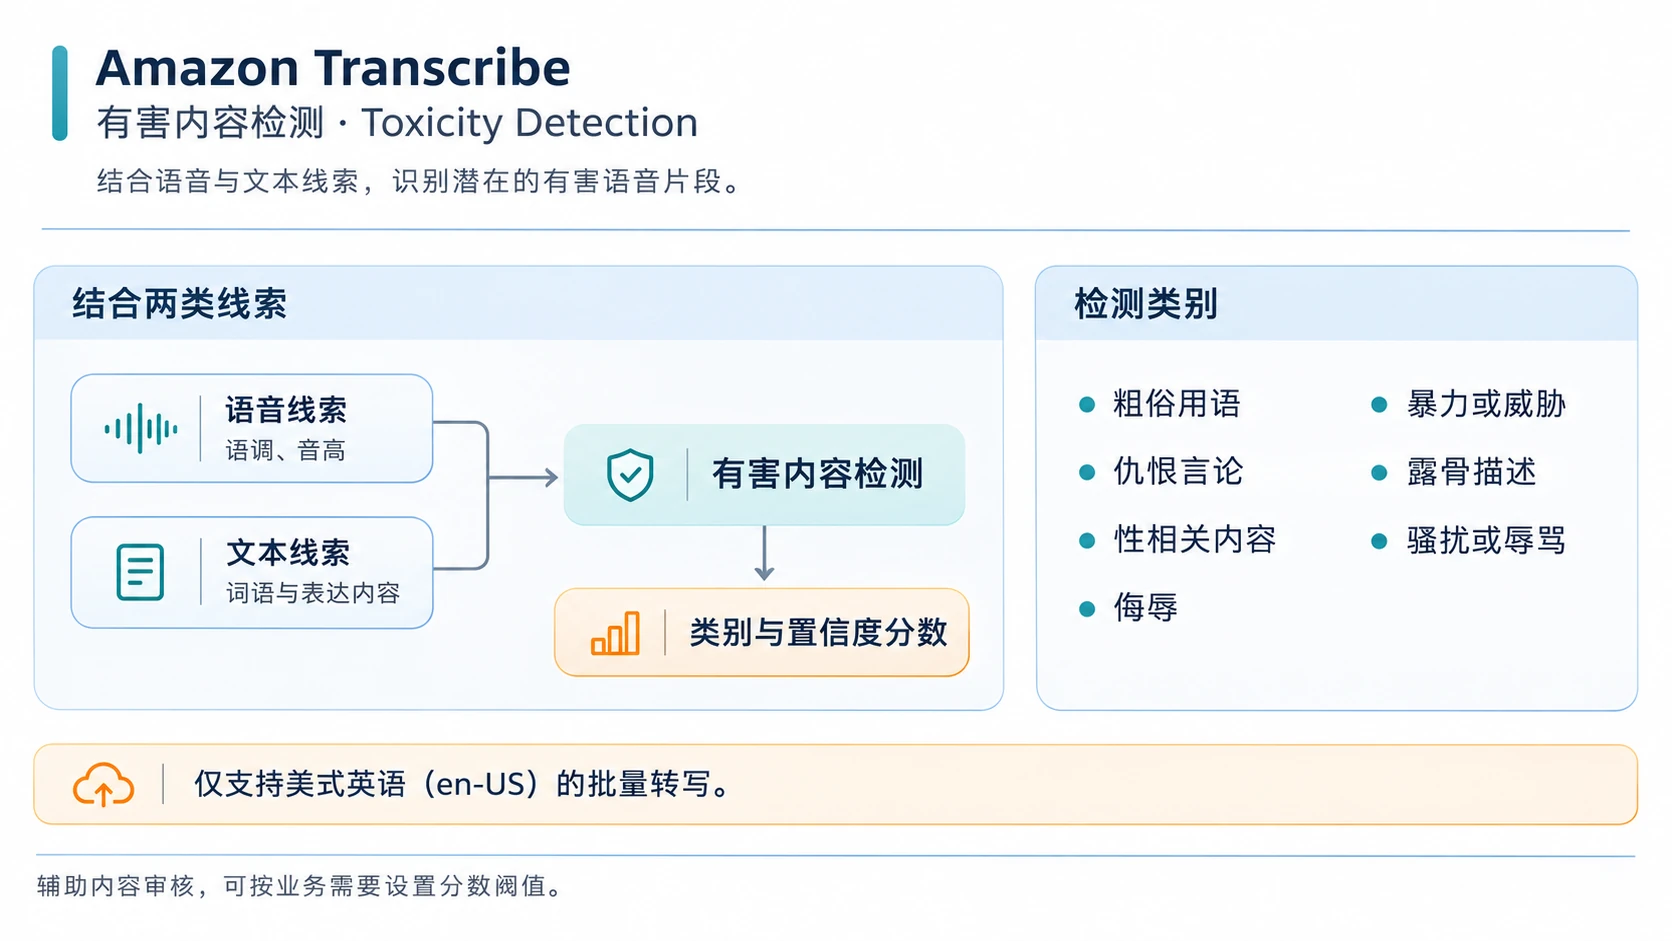 Amazon Transcribe
有害内容检测 · Toxicity Detection
结合语音与文本线索，识别潜在的有害语音片段。
结合两类线索
语音线索
语调、音高
文本线索
词语与表达内容
有害内容检测
类别与置信度分数
检测类别
粗俗用语
仇恨言论
性相关内容
侮辱
暴力或威胁
露骨描述
骚扰或辱骂
仅支持美式英语（en-US）的批量转写。
辅助内容审核，可按业务需要设置分数阈值。